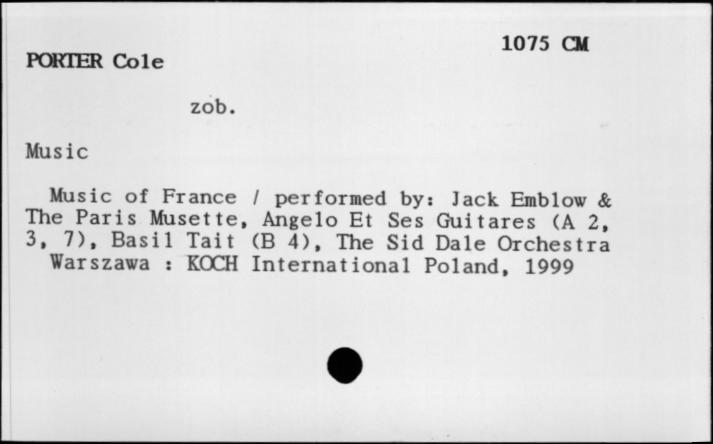 1075 CM
PORTER Cole
zob.
Music
Music of France / performed by: Jack Emblow &
The Paris Musette, Angelo Et Ses Guitares (A 2,
3, 7), Basil Tait (B 4), The Sid Dale Orchestra
Warszawa : KOCH International Poland, 1999